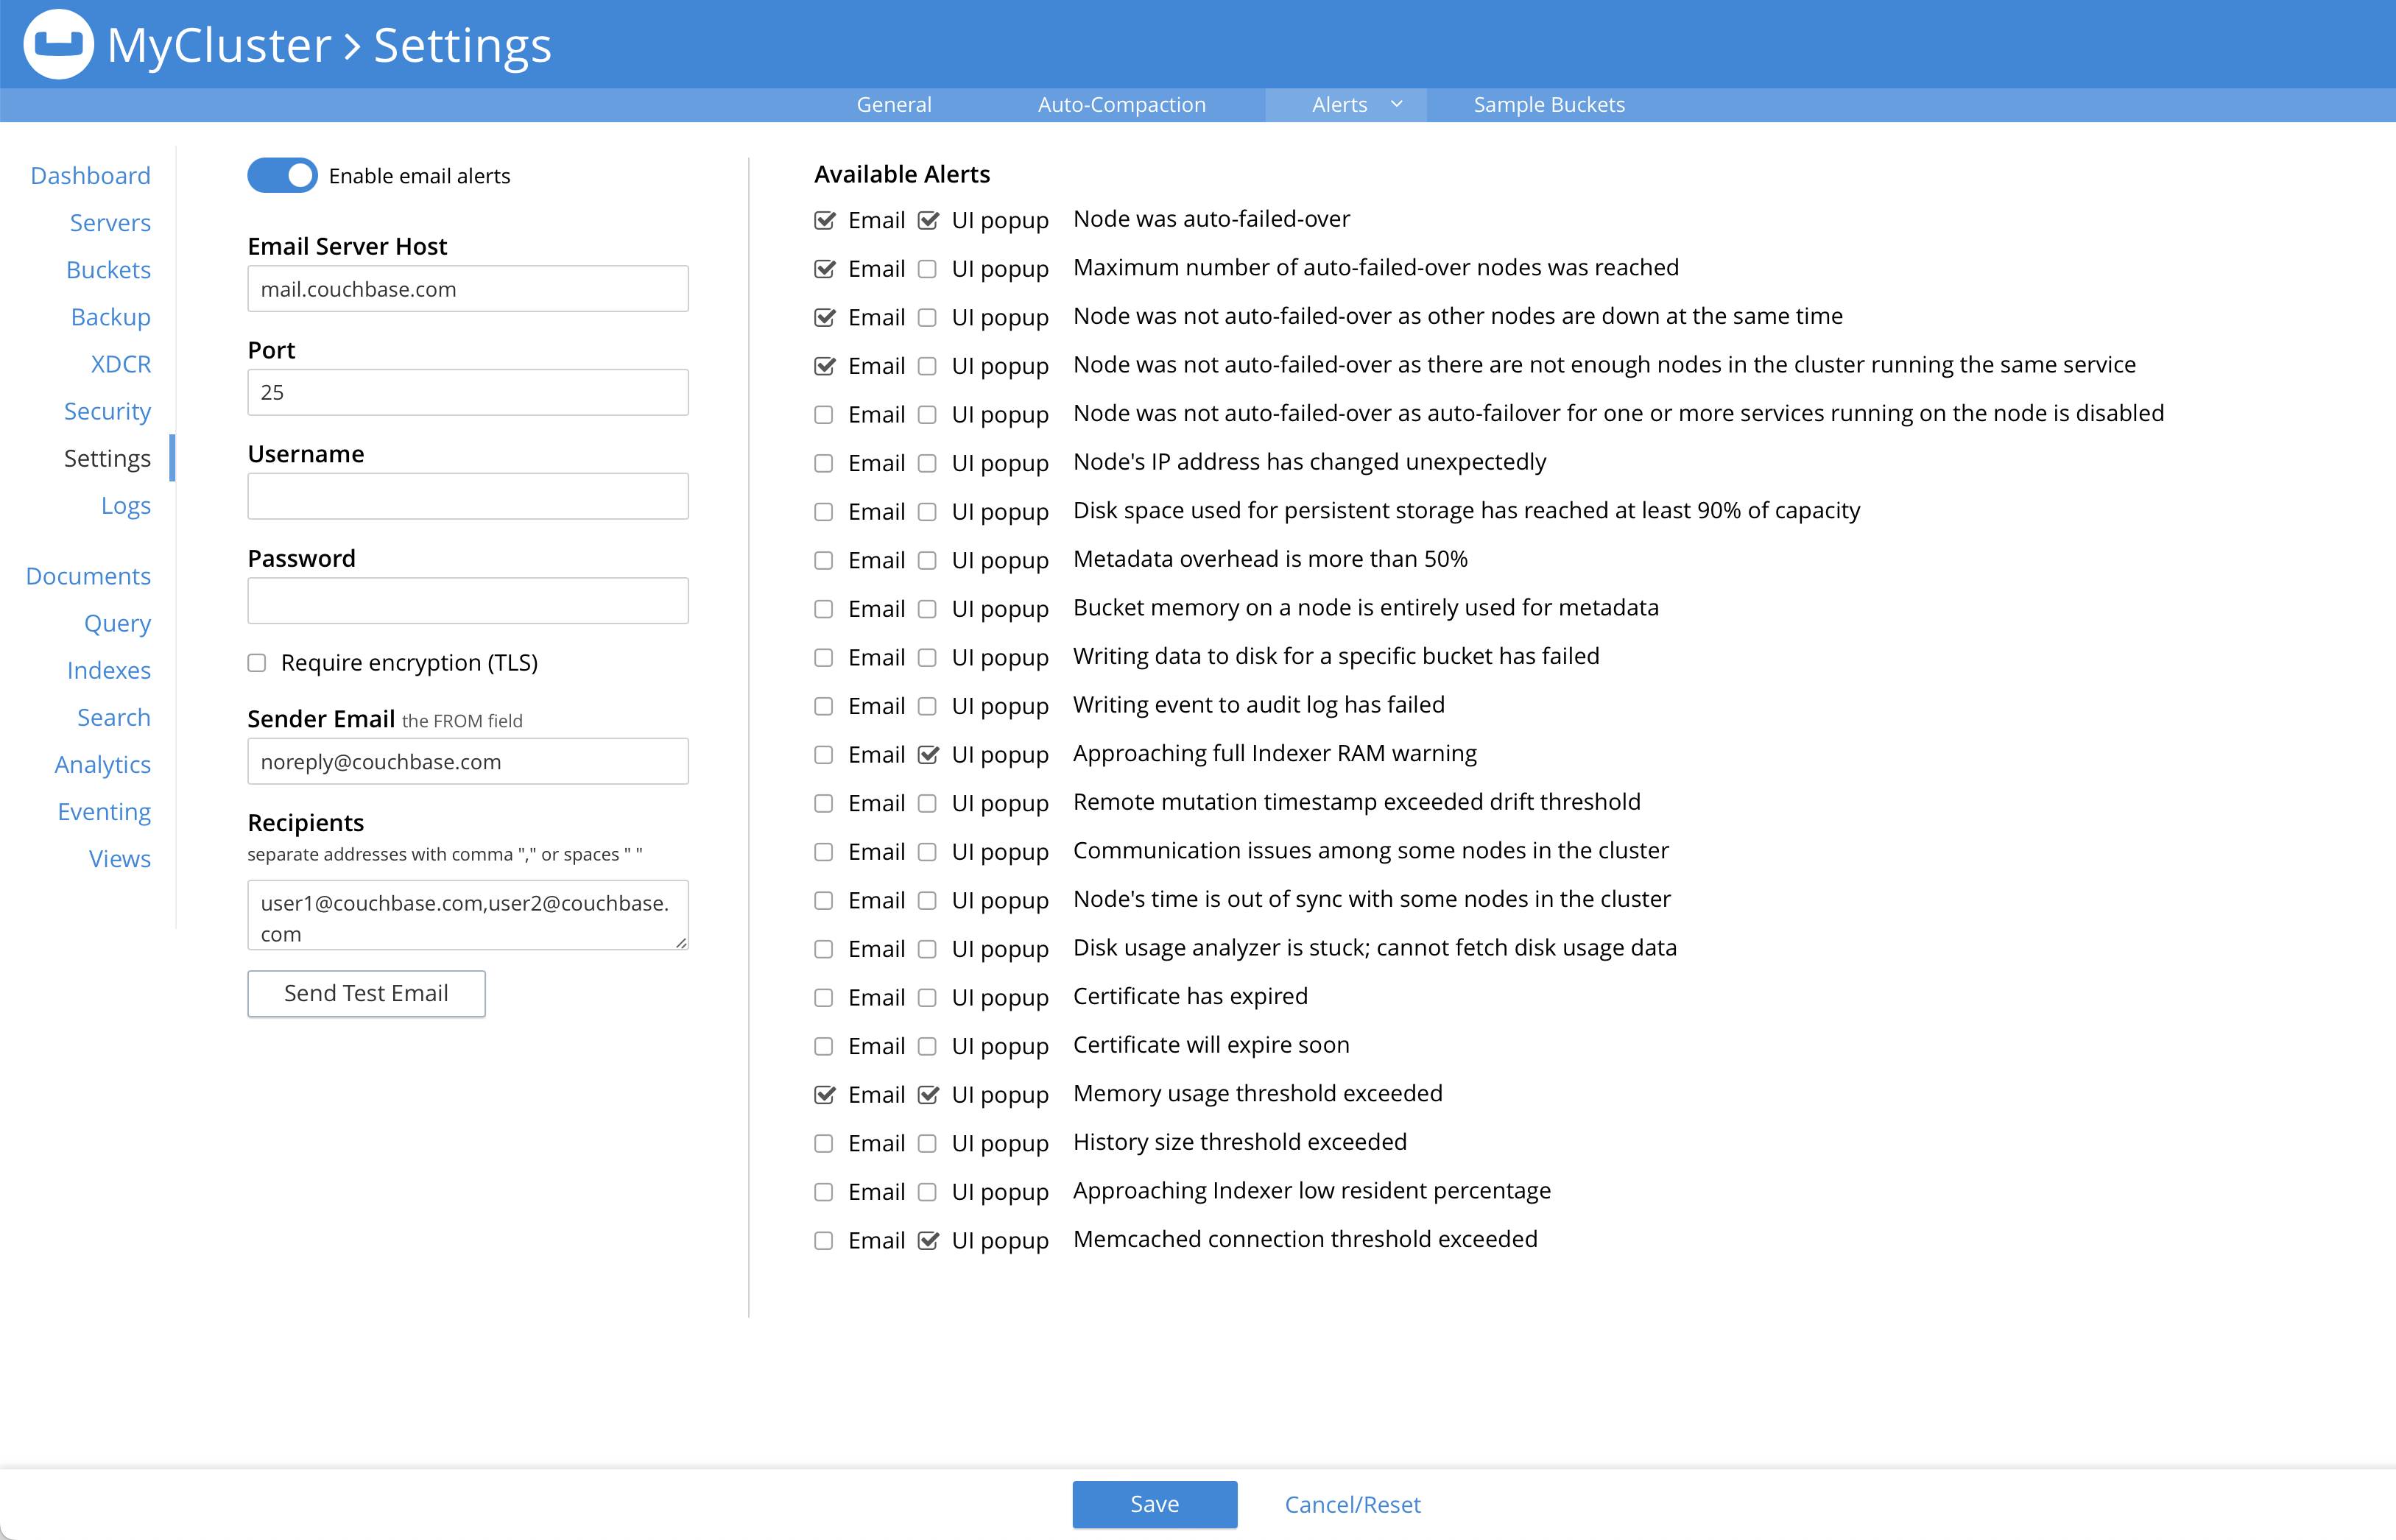 MyCluster > Settings
General Auto-Compaction Alerts Sample Buckets
Dashboard
Servers
Buckets
Backup
XDCR
Security
Settings
Logs
Documents
Query
Indexes
Search
Analytics
Eventing
Views
Enable email alerts
Email Server Host
mail.couchbase.com
Port
25
Username
Password
Require encryption (TLS)
Sender Email the FROM field
noreply@couchbase.com
Recipients
separate addresses with comma "," or spaces " "
user1@couchbase.com,user2@couchbase.
com
Send Test Email
Available Alerts
Email UI popup Node was auto-failed-over
Email UI popup Maximum number of auto-failed-over nodes was reached
Email UI popup Node was not auto-failed-over as other nodes are down at the same time
Email UI popup Node was not auto-failed-over as there are not enough nodes in the cluster running the same service
Email UI popup Node was not auto-failed-over as auto-failover for one or more services running on the node is disabled
Email UI popup Node's IP address has changed unexpectedly
Email UI popup Disk space used for persistent storage has reached at least 90% of capacity
Email UI popup Metadata overhead is more than 50%
Email UI popup Bucket memory on a node is entirely used for metadata
Email UI popup Writing data to disk for a specific bucket has failed
Email UI popup Writing event to audit log has failed
Email UI popup Approaching full Indexer RAM warning
Email UI popup Remote mutation timestamp exceeded drift threshold
Email UI popup Communication issues among some nodes in the cluster
Email UI popup Node's time is out of sync with some nodes in the cluster
Email UI popup Disk usage analyzer is stuck; cannot fetch disk usage data
Email UI popup Certificate has expired
Email UI popup Certificate will expire soon
Email UI popup Memory usage threshold exceeded
Email UI popup History size threshold exceeded
Email UI popup Approaching Indexer low resident percentage
Email UI popup Memcached connection threshold exceeded
Save Cancel/Reset